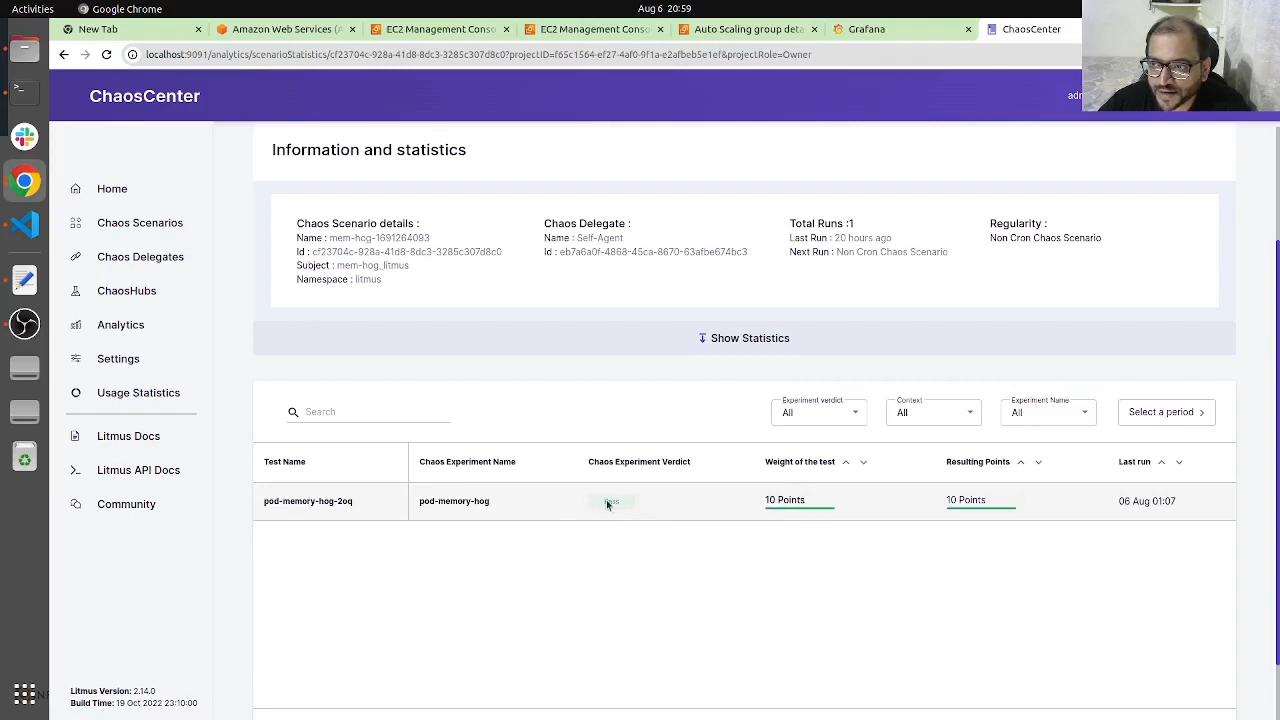 Activities
Google Chrome
Aug 6 20:59
New Tab
Amazon Web Services (A
EC2 Management Conso
EC2 Management Conso
Auto Scaling group deta
Grafana
ChaosCenter
localhost:9091/analytics/scenarioStatistics/cf23704c-928a-41d8-8dc3-3285c307d8c0?projectID=f65c1564-ef27-4af0-9f1a-e2afbeb5e1ef&projectRole=Owner
ChaosCenter
adr
Home
Chaos Scenarios
Chaos Delegates
ChaosHubs
Analytics
Settings
Usage Statistics
Litmus Docs
Litmus API Docs
Community
Litmus Version: 2.14.0
Build Time: 19 Oct 2022 23:10:00
Information and statistics
Chaos Scenario details :
Name : mem-hog-1691264093
Id : cf23704c-928a-41d8-8dc3-3285c307d8c0
Subject : mem-hog_litmus
Namespace : litmus
Chaos Delegate :
Name : Self-Agent
Id : eb7a6a0f-4868-45ca-8670-63afbe674bc3
Total Runs :1
Last Run : 20 hours ago
Next Run : Non Cron Chaos Scenario
Regularity :
Non Cron Chaos Scenario
Show Statistics
Search
Experiment verdict
All
Context
All
Experiment Name
All
Select a period
Test Name
Chaos Experiment Name
Chaos Experiment Verdict
Weight of the test
Resulting Points
Last run
pod-memory-hog-2oq
pod-memory-hog
Pass
10 Points
10 Points
06 Aug 01:07